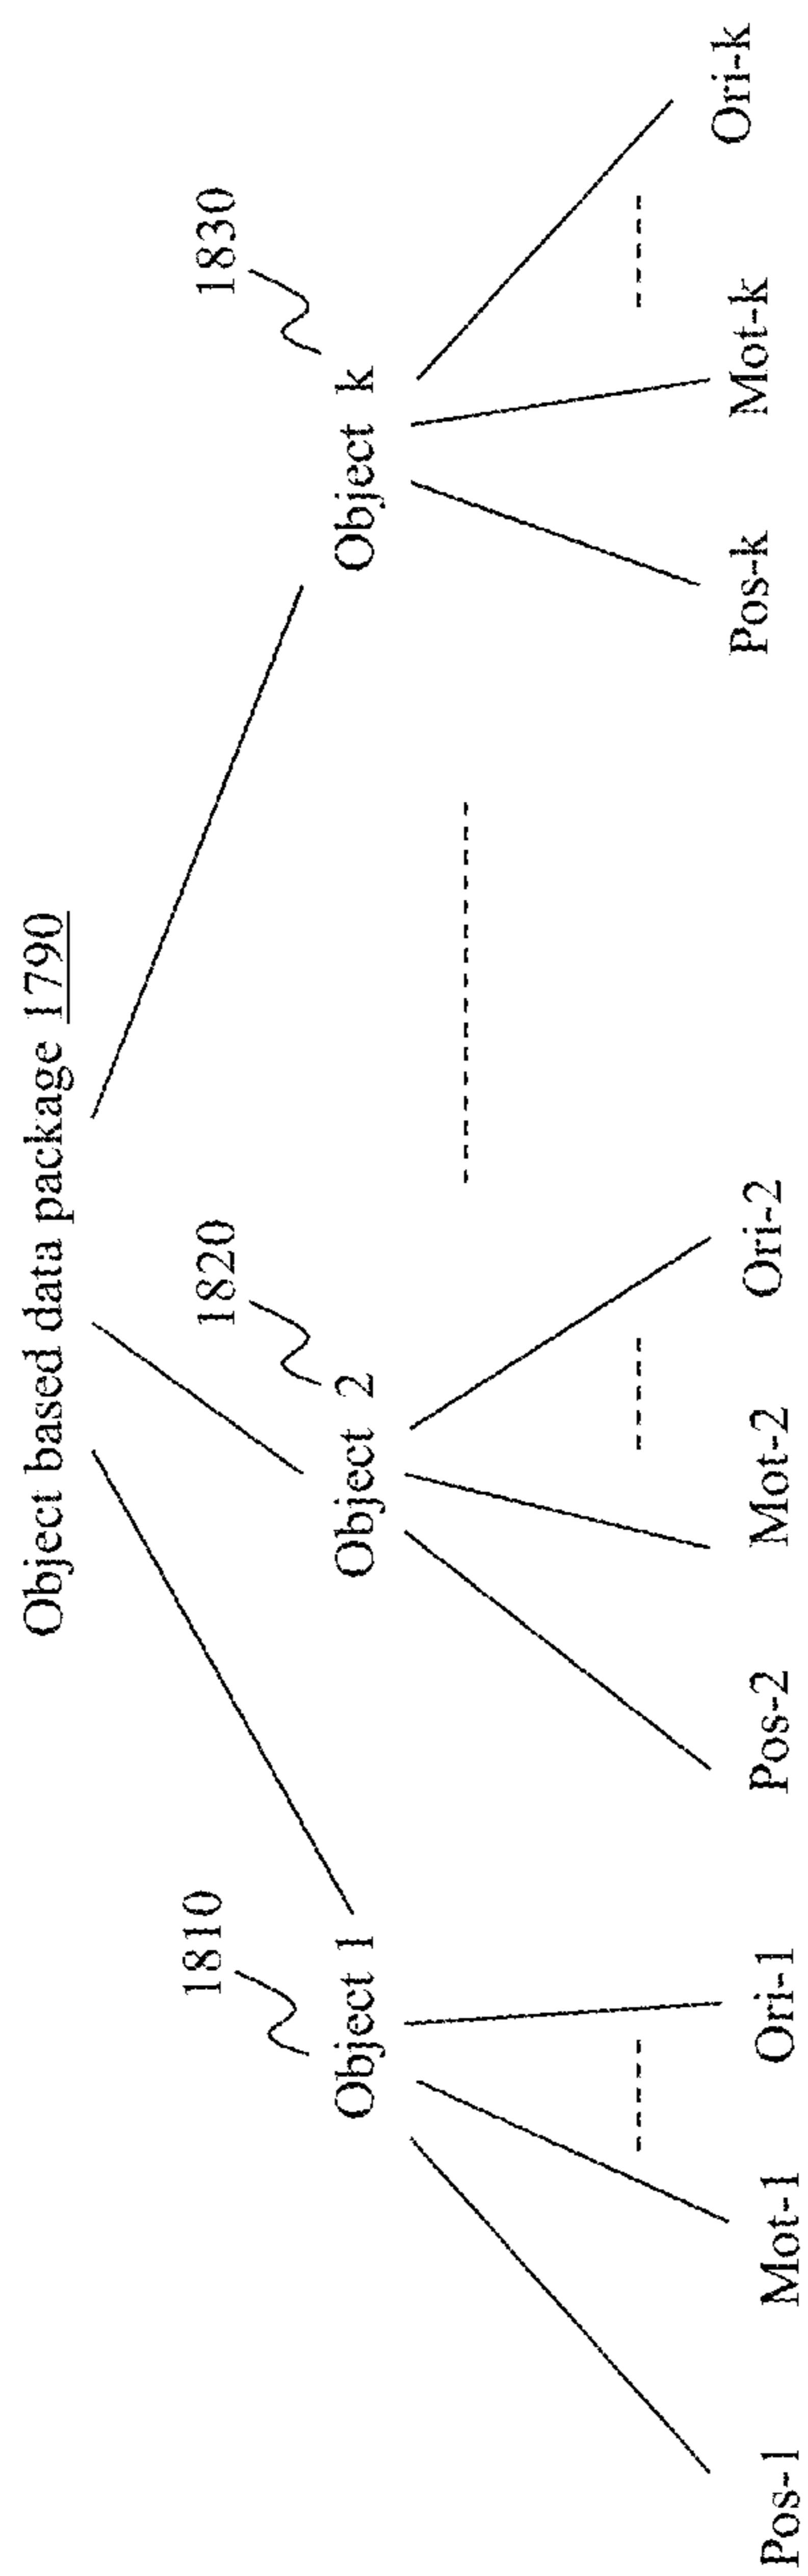 Object based data package 1790
1810
1820
1830
Object 1
Object 2
Object k
Pos-1
Mot-1
Ori-1
Pos-2
Mot-2
Ori-2
Pos-k
Mot-k
Ori-k